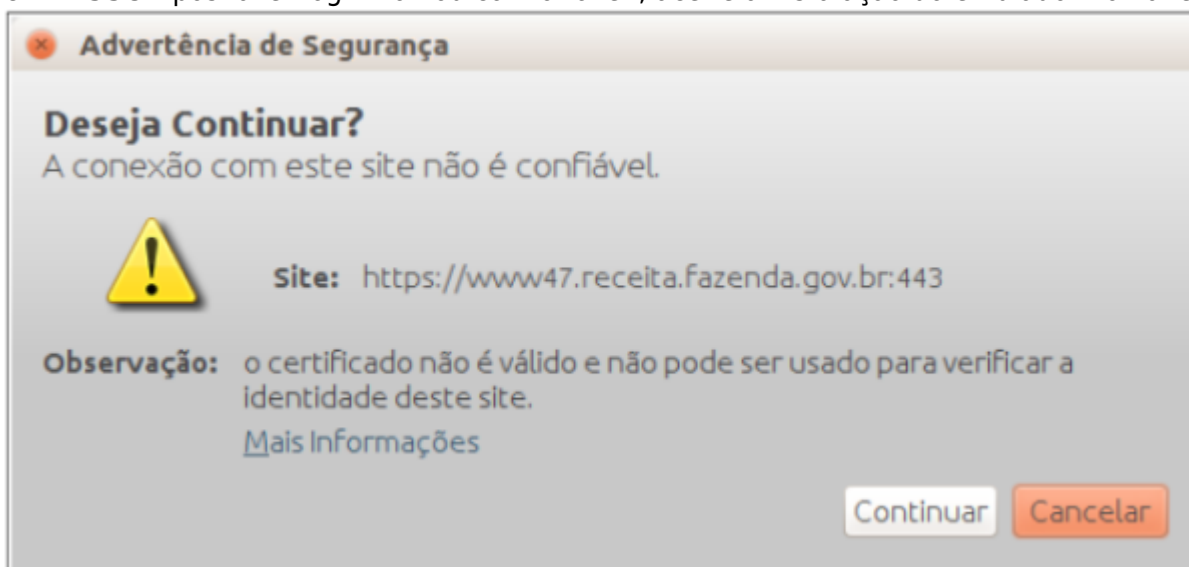 Advertência de Segurança
Deseja Continuar?
A conexão com este site não é confiável.
Site: https://www47.receita.fazenda.gov.br:443
Observação: o certificado não é válido e não pode ser usado para verificar a
identidade deste site.
Mais Informações
Continuar Cancelar